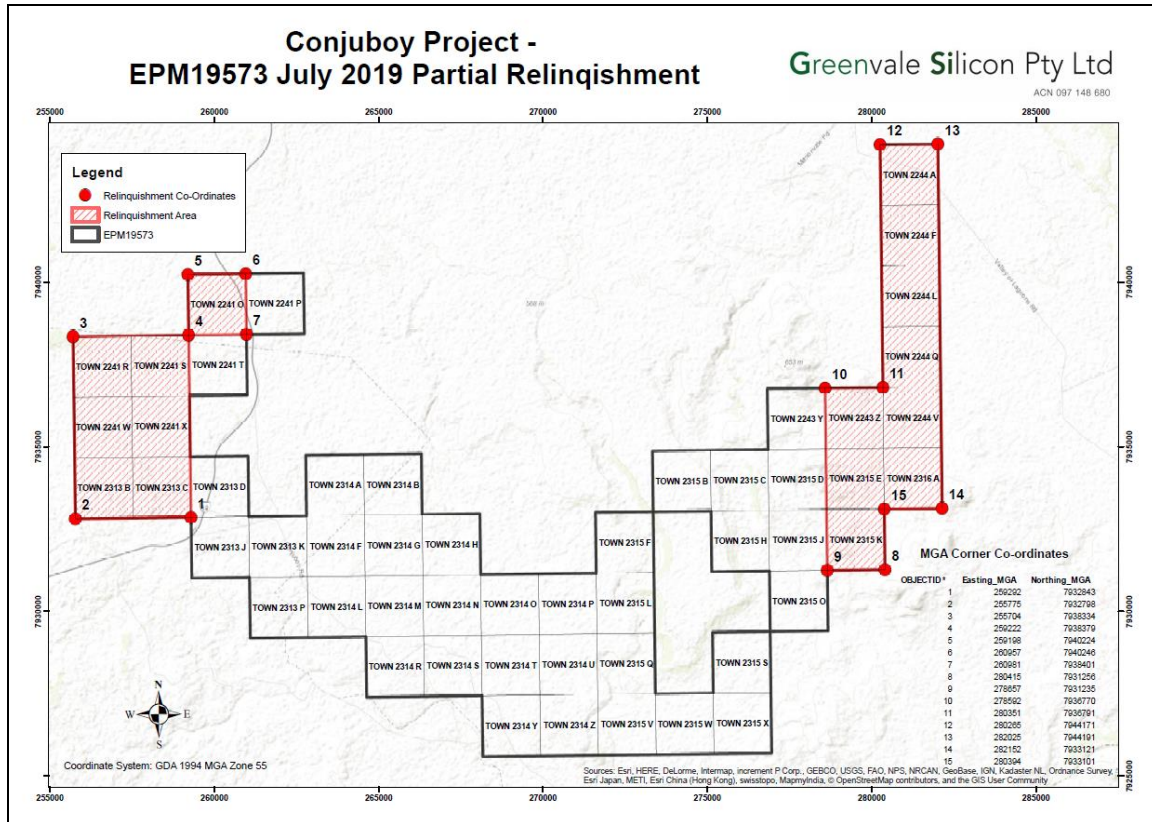 Conjuboy Project -
EPM19573 July 2019 Partial Relinqishment
Greenvale Silicon Pty Ltd
ACN 097 148 680
255000 260000 265000 270000 275000 280000 285000
Legend
Relinquishment Co-Ordinates
Relinquishment Area
EPM19573
12 13
TOWN 2244 A
TOWN 2244 F
5 6
7940000 7940000
TOWN 2241 O TOWN 2241 P
TOWN 2244 L
3 4 7
TOWN 2241 R TOWN 2241 S TOWN 2241 T
TOWN 2244 Q
10 11
TOWN 2241 W TOWN 2241 X
TOWN 2243 Y TOWN 2243 Z TOWN 2244 V
7935000 7935000
TOWN 2313 B TOWN 2313 C TOWN 2313 D TOWN 2314 A TOWN 2314 B TOWN 2315 B TOWN 2315 C TOWN 2315 D TOWN 2315 E TOWN 2316 A
2 1 15 14
TOWN 2313 J TOWN 2313 K TOWN 2314 F TOWN 2314 G TOWN 2314 H TOWN 2315 F TOWN 2315 H TOWN 2315 J TOWN 2315 K
9 8
TOWN 2313 P TOWN 2314 L TOWN 2314 M TOWN 2314 N TOWN 2314 O TOWN 2314 P TOWN 2315 L TOWN 2315 O
7930000 7930000
TOWN 2314 R TOWN 2314 S TOWN 2314 T TOWN 2314 U TOWN 2315 Q TOWN 2315 S
TOWN 2314 Y TOWN 2314 Z TOWN 2315 V TOWN 2315 W TOWN 2315 X
7925000
MGA Corner Co-ordinates
OBJECTID * Easting_MGA Northing_MGA
1 259292 7932843
2 255775 7932798
3 255704 7938334
4 259222 7938379
5 259198 7940224
6 260957 7940246
7 260981 7938401
8 280415 7931256
9 278657 7931235
10 278592 7936770
11 280351 7936791
12 280265 7944171
13 282025 7944191
14 282152 7933121
15 280394 7933101
N
W E
S
Coordinate System: GDA 1994 MGA Zone 55
Sources: Esri, HERE, DeLorme, Intermap, increment P Corp., GEBCO, USGS, FAO, NPS, NRCAN, GeoBase, IGN, Kadaster NL, Ordnance Survey,
Esri Japan, METI, Esri China (Hong Kong), swisstopo, MapmyIndia, © OpenStreetMap contributors, and the GIS User Community
255000 260000 265000 270000 275000 280000 285000